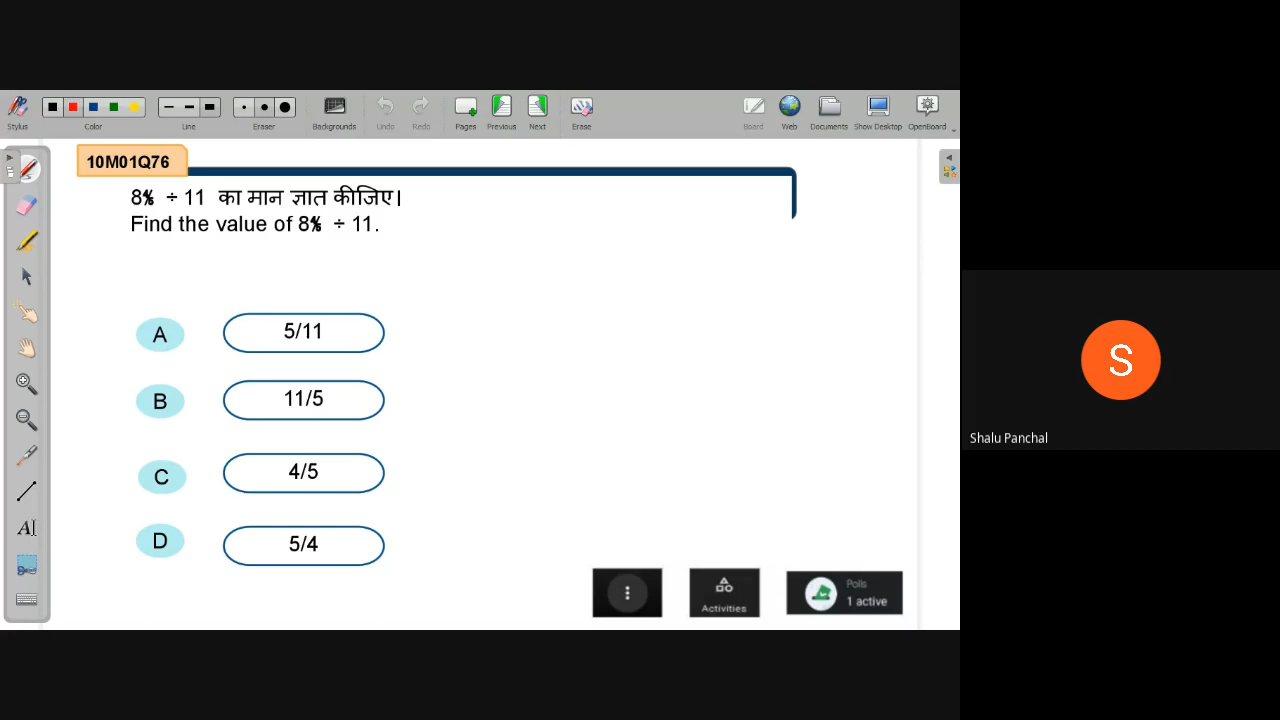 Stylus
Color
Line
Eraser
Backgrounds
Undo
Redo
Pages
Previous
Next
Erase
Board
Web
Documents
Show Desktop
OpenBoard
10M01Q76
8⅘ ÷ 11 का मान ज्ञात कीजिए।
Find the value of 8⅘ ÷ 11.
A 5/11
B 11/5
C 4/5
D 5/4
Activities
Polls
1 active
S
Shalu Panchal